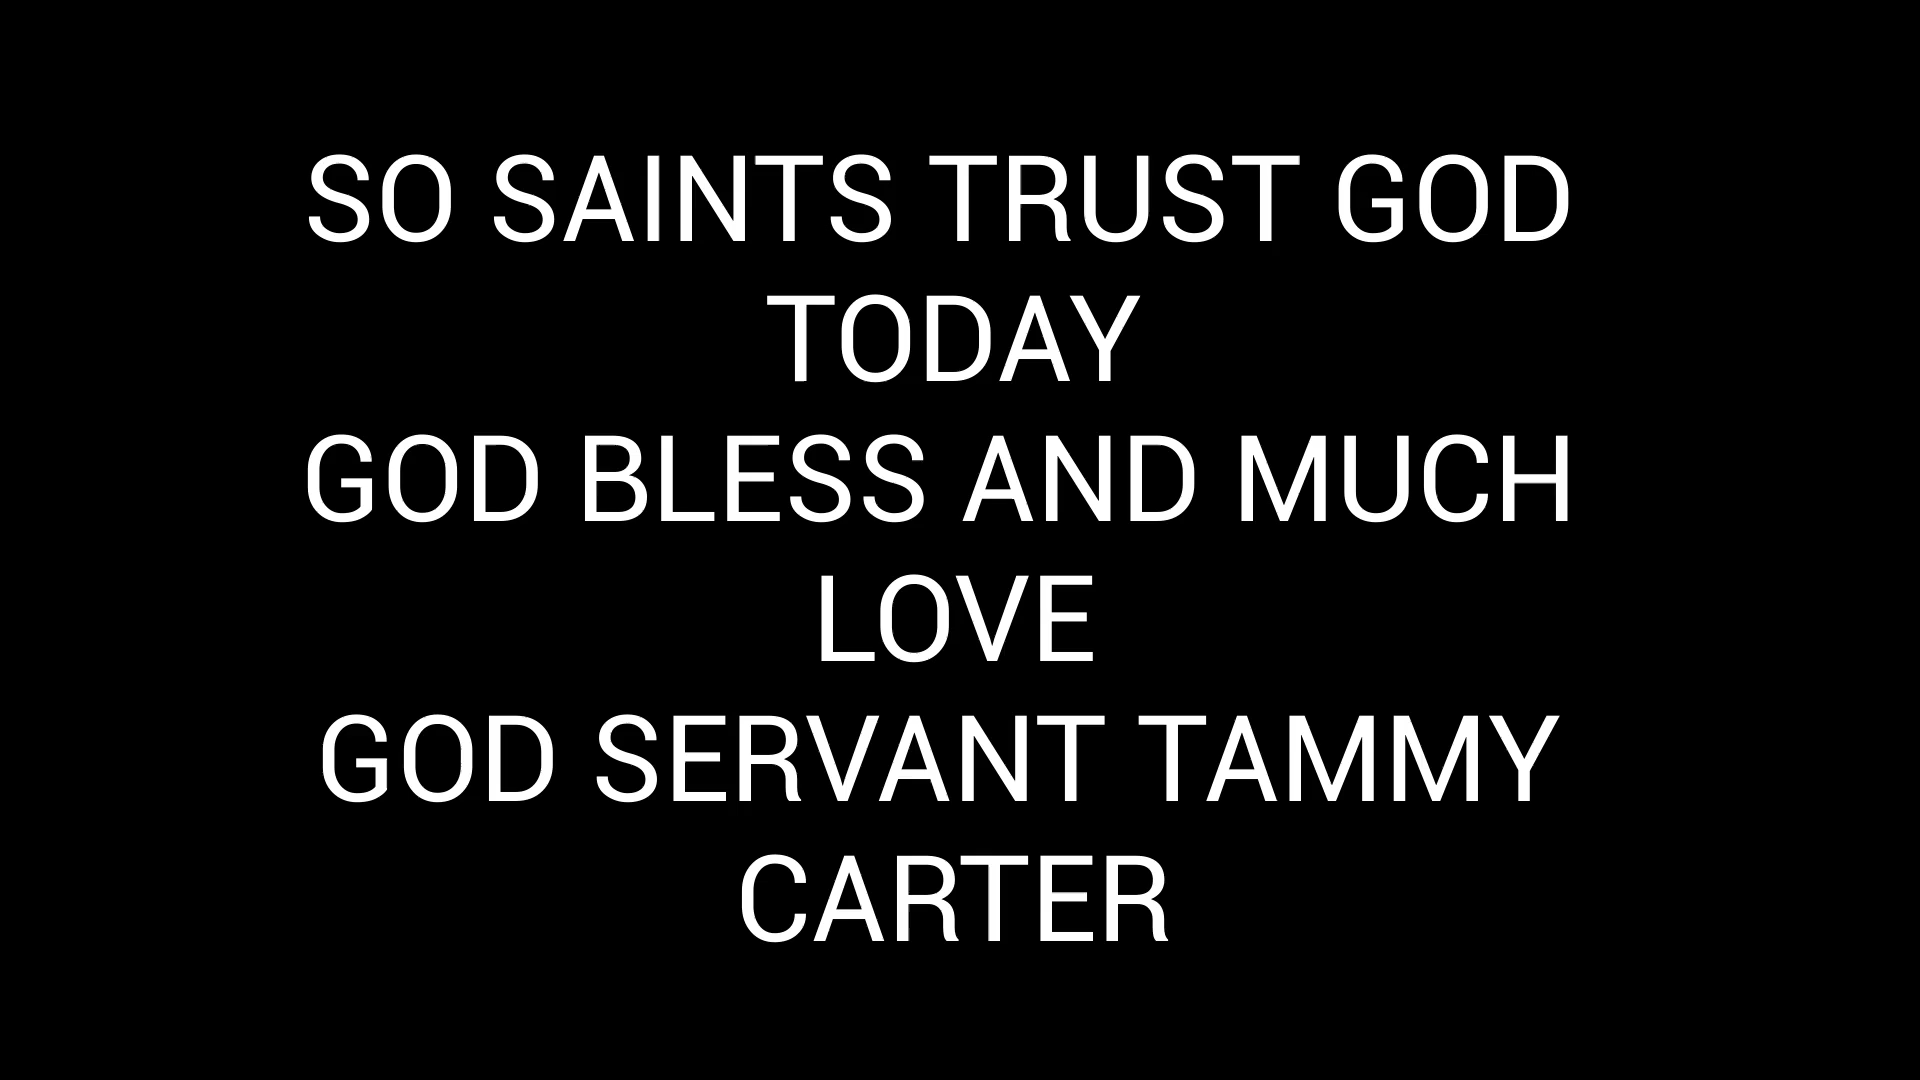 SO SAINTS TRUST GOD
TODAY
GOD BLESS AND MUCH
LOVE
GOD SERVANT TAMMY
CARTER